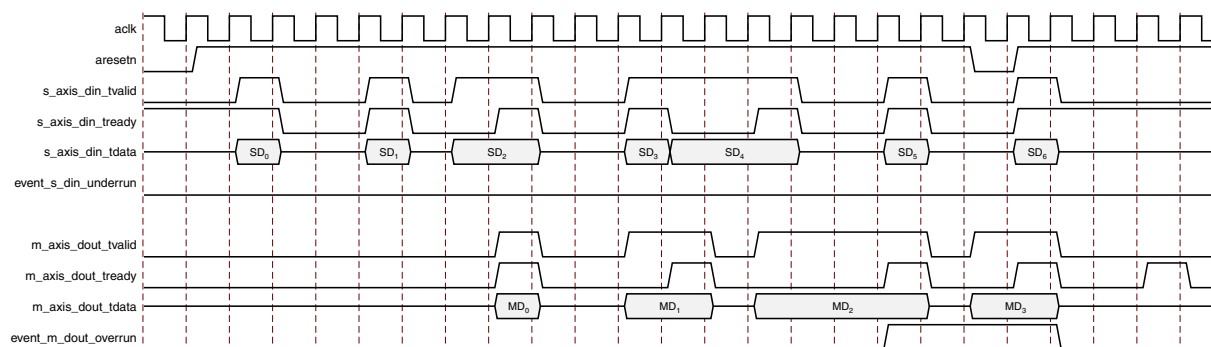 aclk
aresetn
s_axis_din_tvalid
s_axis_din_tready
s_axis_din_tdata SD0 SD1 SD2 SD3 SD4 SD5 SD6
event_s_din_underrun
m_axis_dout_tvalid
m_axis_dout_tready
m_axis_dout_tdata MD0 MD1 MD2 MD3
event_m_dout_overrun